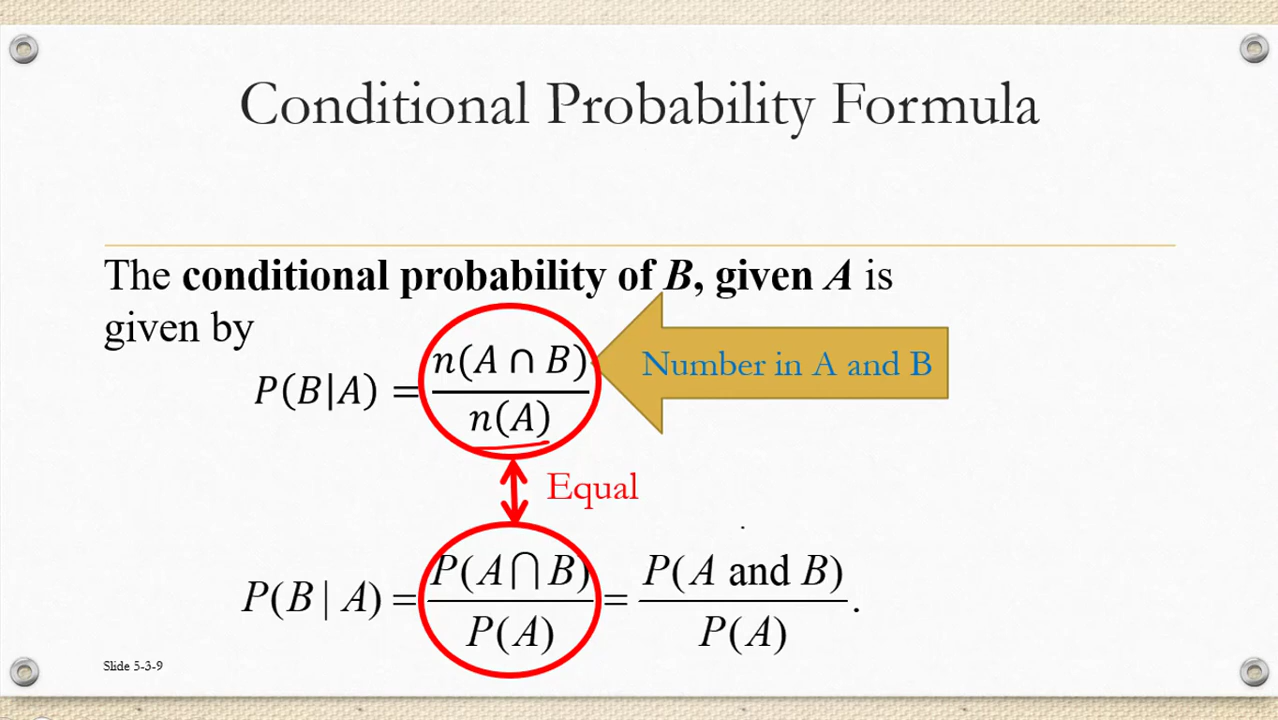 Conditional Probability Formula
The conditional probability of B, given A is
given by
P(B|A) = n(A ∩ B) / n(A)
Number in A and B
Equal
P(B | A) = P(A ∩ B) / P(A) = P(A and B) / P(A).
Slide 5-3-9